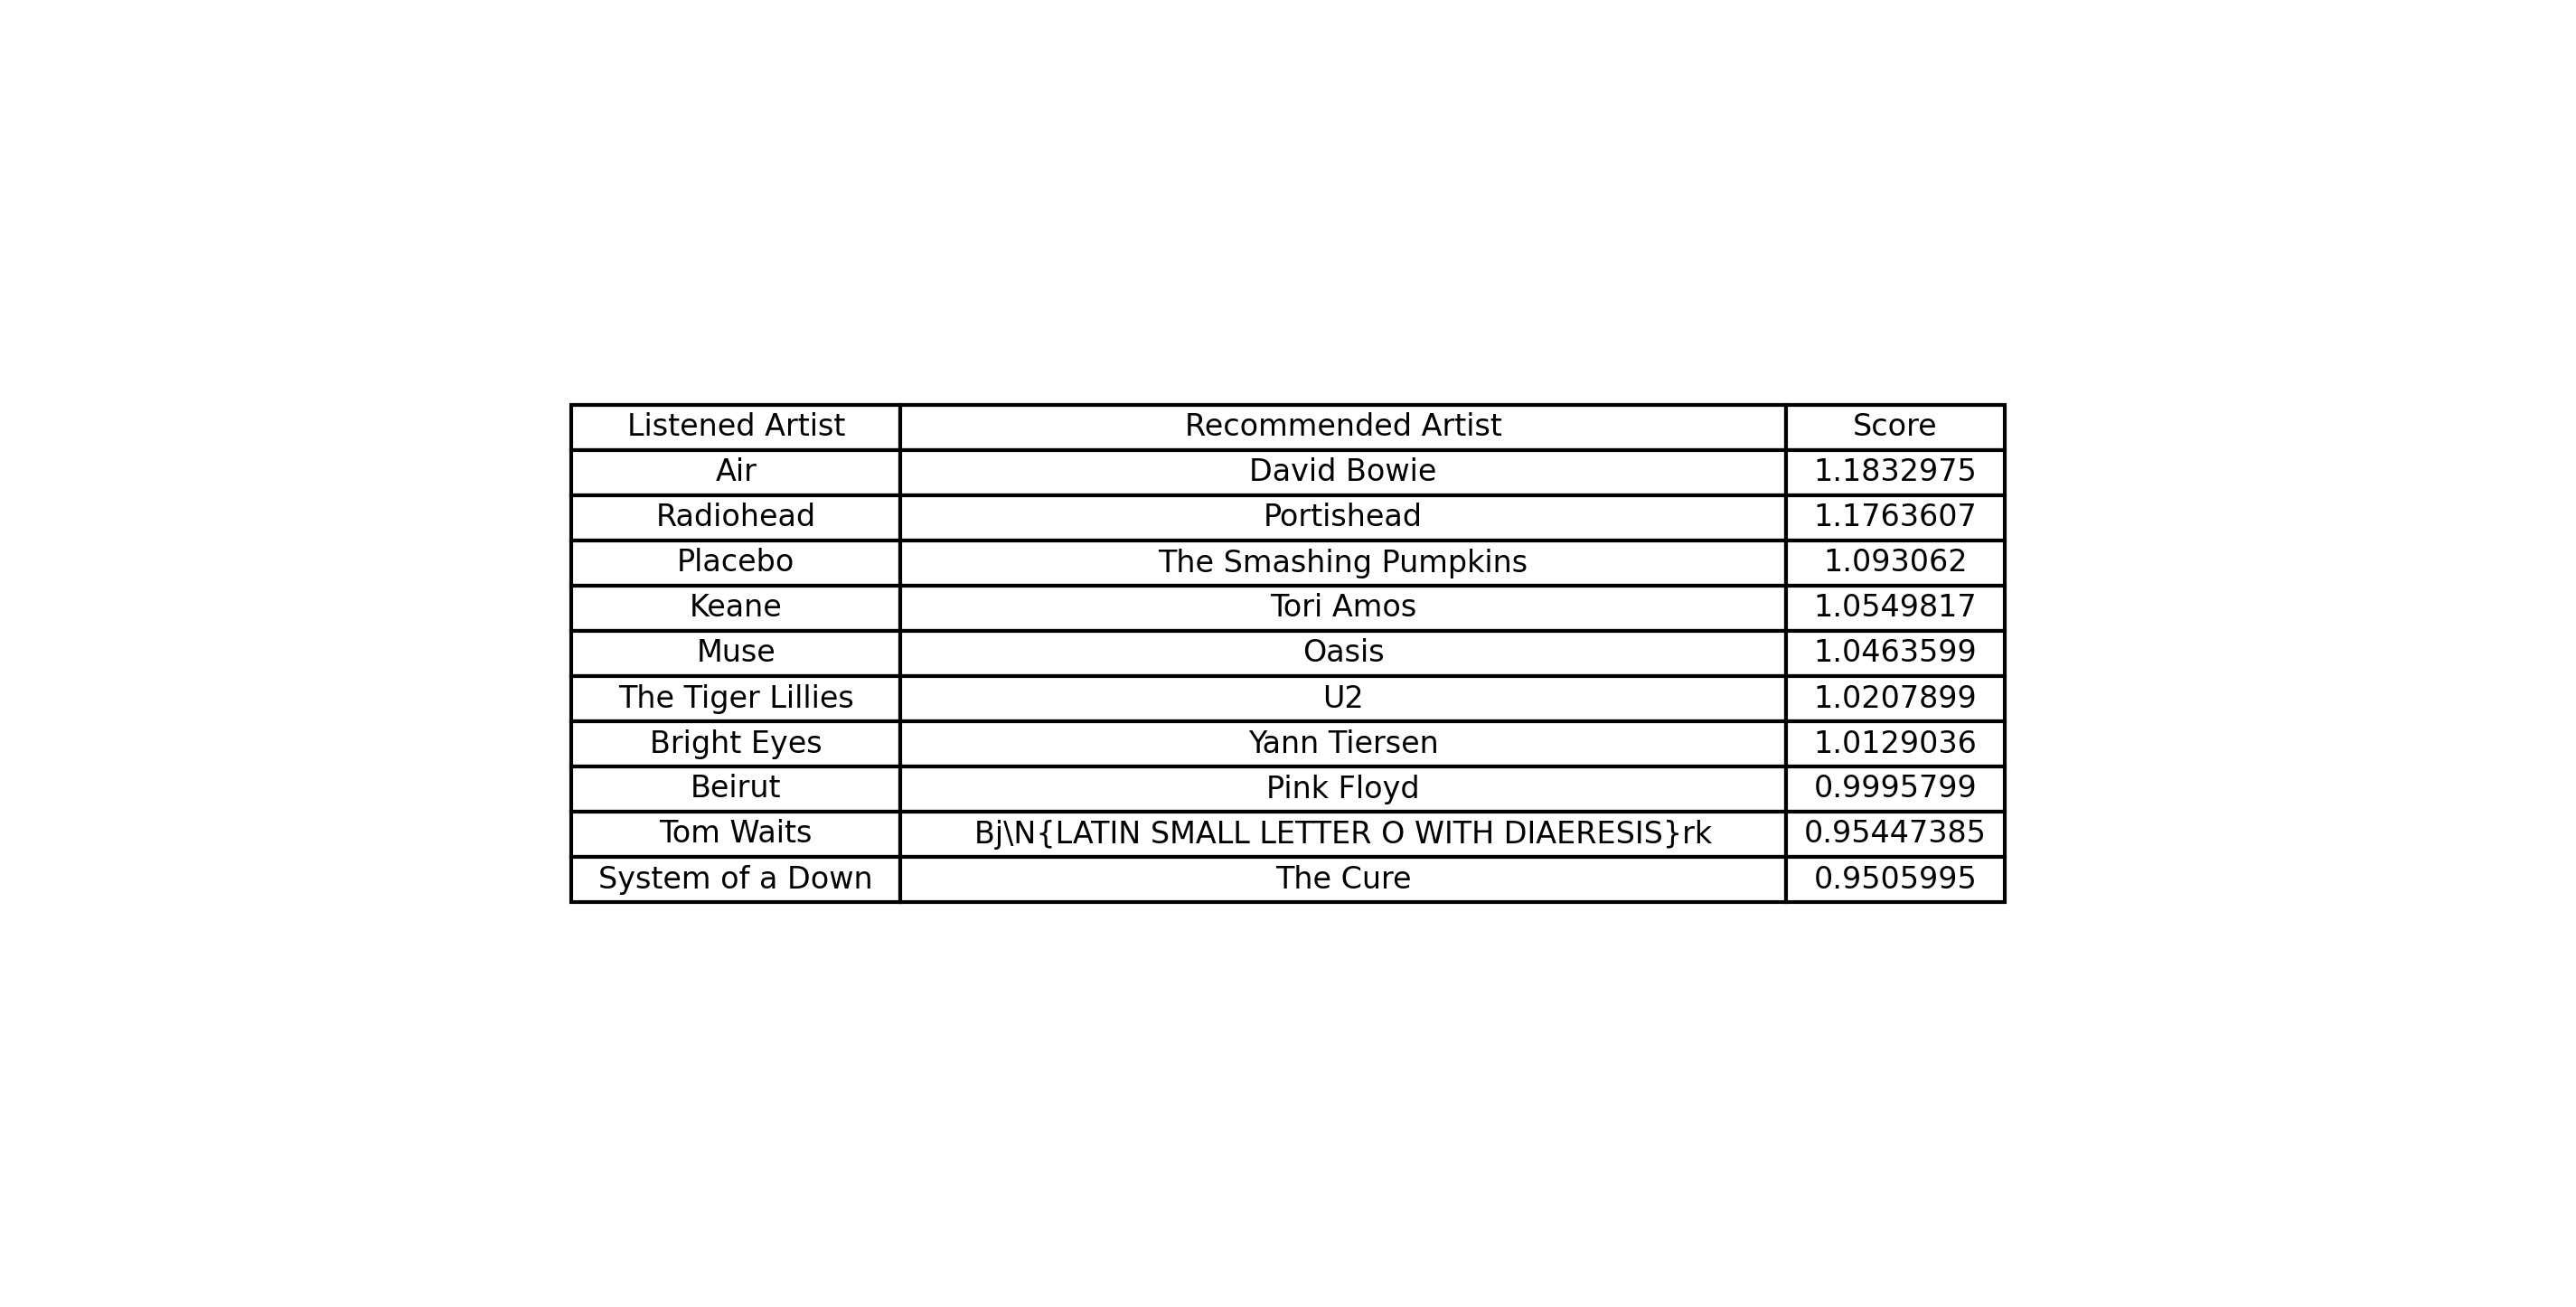 Listened Artist Recommended Artist Score
Air David Bowie 1.1832975
Radiohead Portishead 1.1763607
Placebo The Smashing Pumpkins 1.093062
Keane Tori Amos 1.0549817
Muse Oasis 1.0463599
The Tiger Lillies U2 1.0207899
Bright Eyes Yann Tiersen 1.0129036
Beirut Pink Floyd 0.9995799
Tom Waits Bj\N{LATIN SMALL LETTER O WITH DIAERESIS}rk 0.95447385
System of a Down The Cure 0.9505995